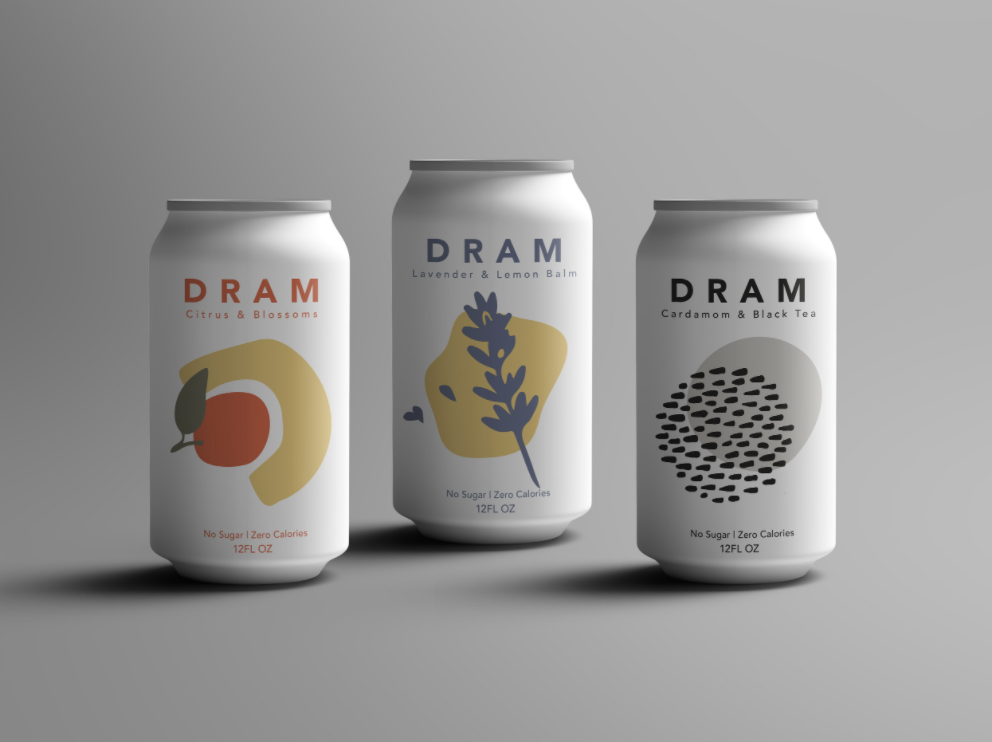 DRAM
Citrus & Blossoms
No Sugar | Zero Calories
12FL OZ
DRAM
Lavender & Lemon Balm
No Sugar | Zero Calories
12FL OZ
DRAM
Cardamom & Black Tea
No Sugar | Zero Calories
12FL OZ